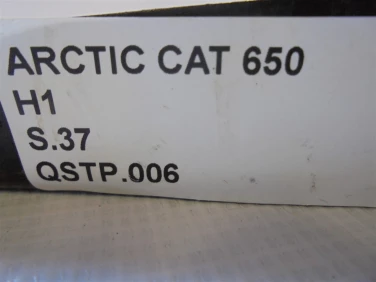 ARCTIC CAT 650
H1
S.37
QSTP.006